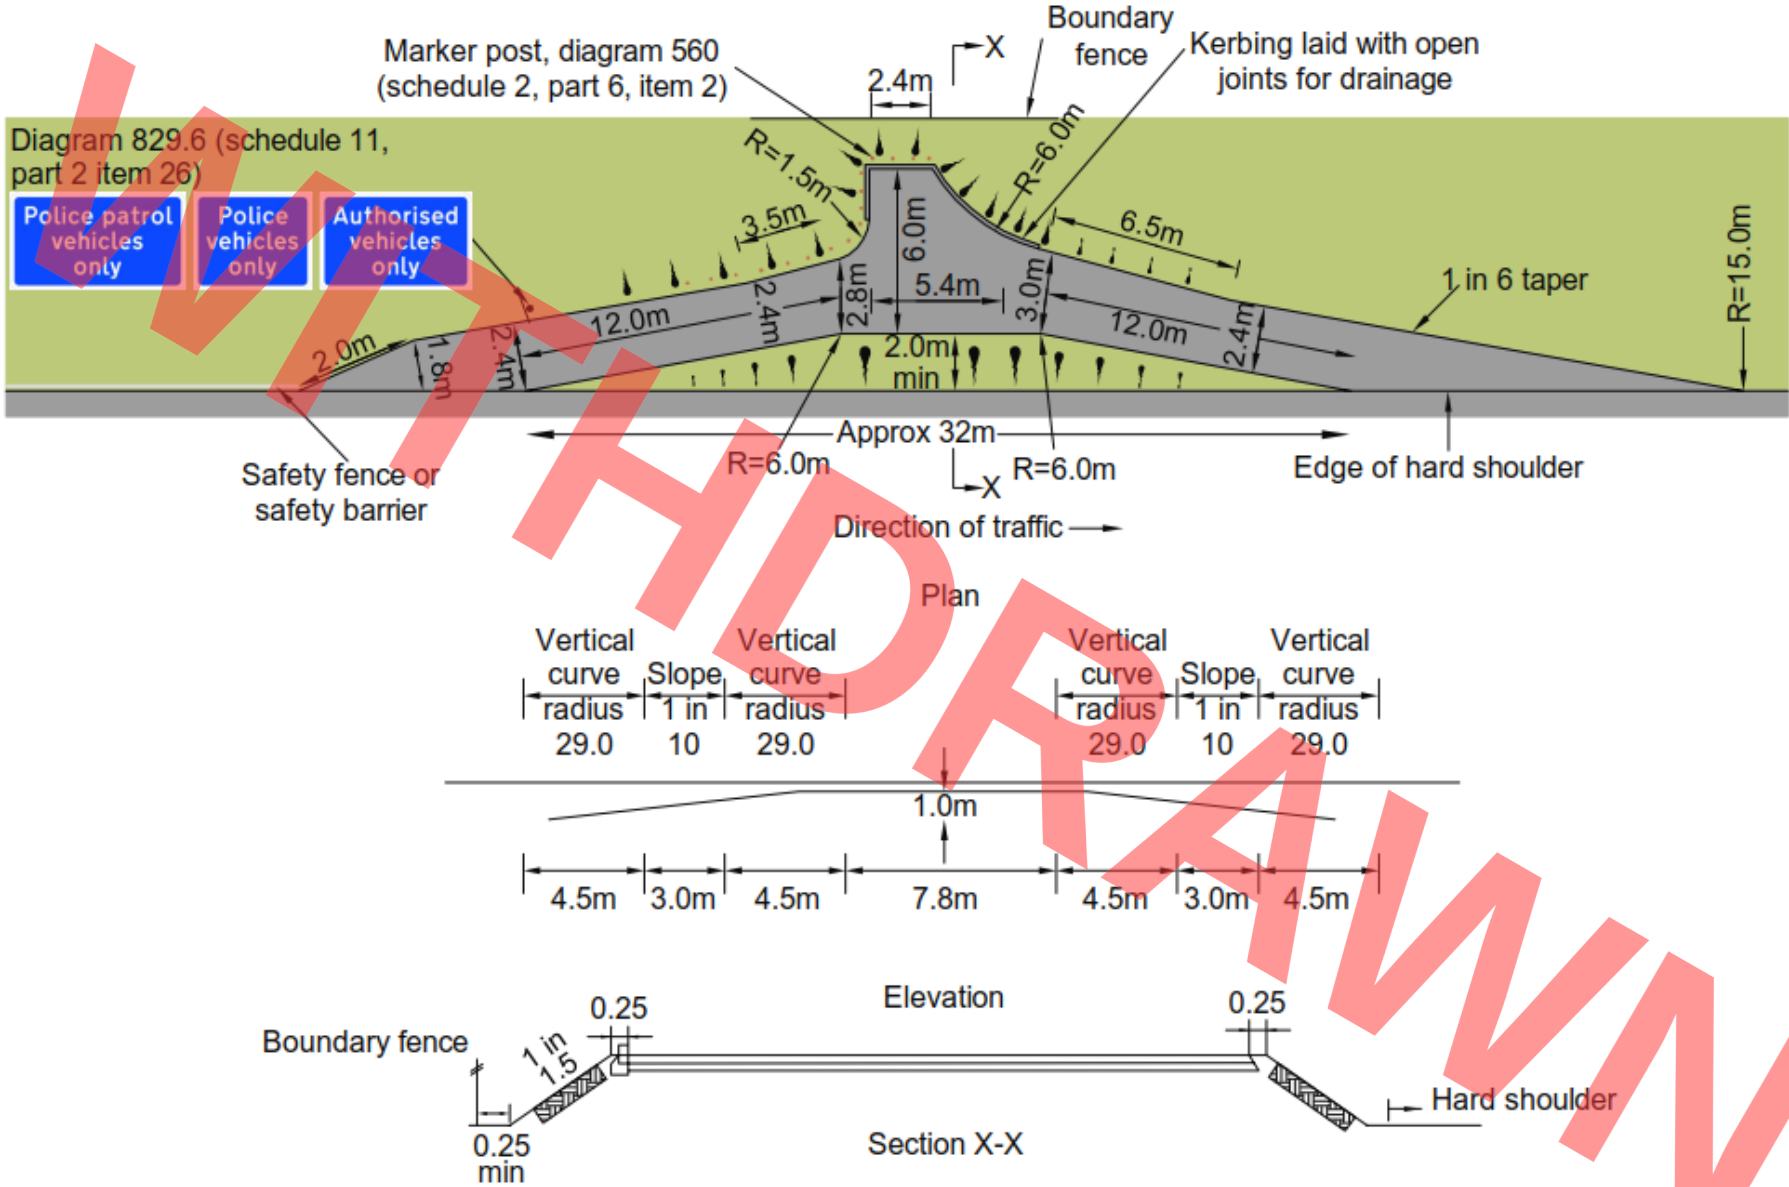 Boundary
fence
X
Marker post, diagram 560
(schedule 2, part 6, item 2)
2.4m
Kerbing laid with open
joints for drainage
Diagram 829.6 (schedule 11,
part 2 item 26)
Police patrol
vehicles
only
Police
vehicles
only
Authorised
vehicles
only
R=1.5m
R=6.0m
3.5m
6.0m
6.5m
R=15.0m
1 in 6 taper
2.0m
1.8m
2.4m
12.0m
2.4m
2.8m
5.4m
3.0m
12.0m
2.4m
2.0m
min
Approx 32m
R=6.0m
X
R=6.0m
Safety fence or
safety barrier
Edge of hard shoulder
Direction of traffic
Plan
Vertical
curve
radius
29.0
Slope
1 in
10
Vertical
curve
radius
29.0
Vertical
curve
radius
29.0
Slope
1 in
10
Vertical
curve
radius
29.0
1.0m
4.5m
3.0m
4.5m
7.8m
4.5m
3.0m
4.5m
Elevation
0.25
0.25
Boundary fence
1 in
1.5
Hard shoulder
0.25
min
Section X-X
WITHDRAWN